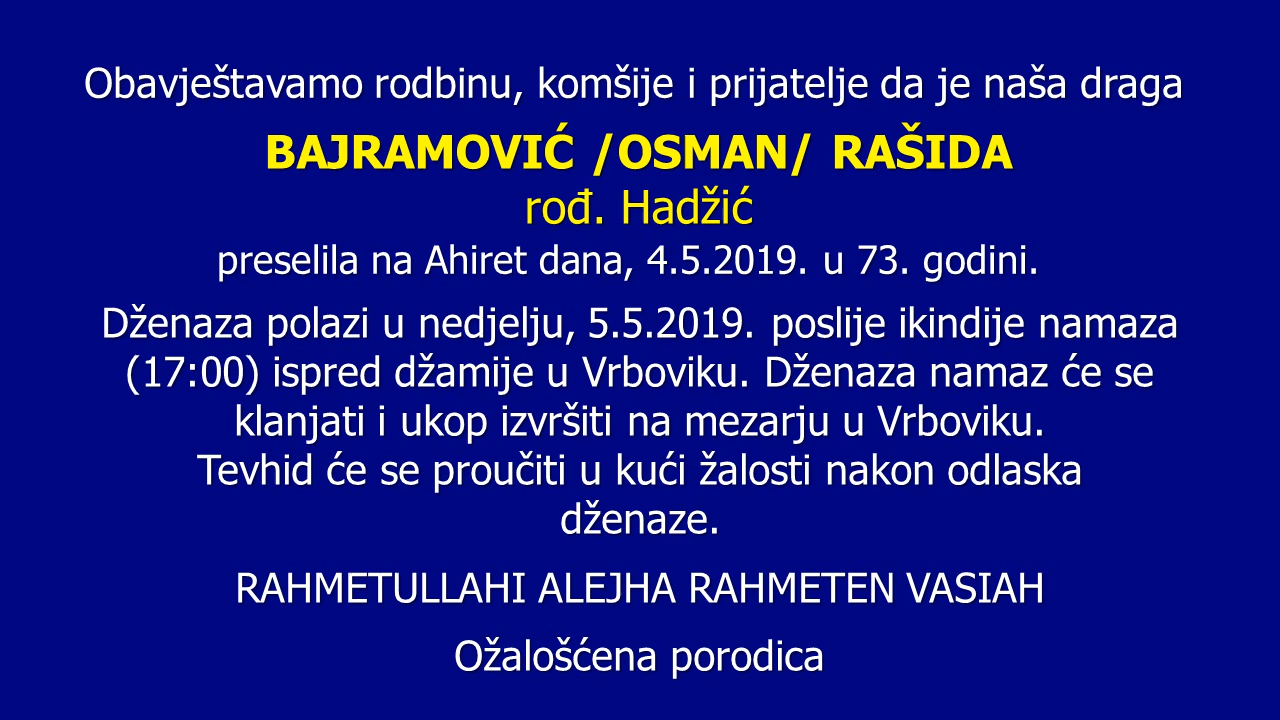 Obavještavamo rodbinu, komšije i prijatelje da je naša draga
BAJRAMOVIĆ /OSMAN/ RAŠIDA
rođ. Hadžić
preselila na Ahiret dana, 4.5.2019. u 73. godini.
Dženaza polazi u nedjelju, 5.5.2019. poslije ikindije namaza
(17:00) ispred džamije u Vrboviku. Dženaza namaz će se
klanjati i ukop izvršiti na mezarju u Vrboviku.
Tevhid će se proučiti u kući žalosti nakon odlaska
dženaze.
RAHMETULLAHI ALEJHA RAHMETEN VASIAH
Ožalošćena porodica